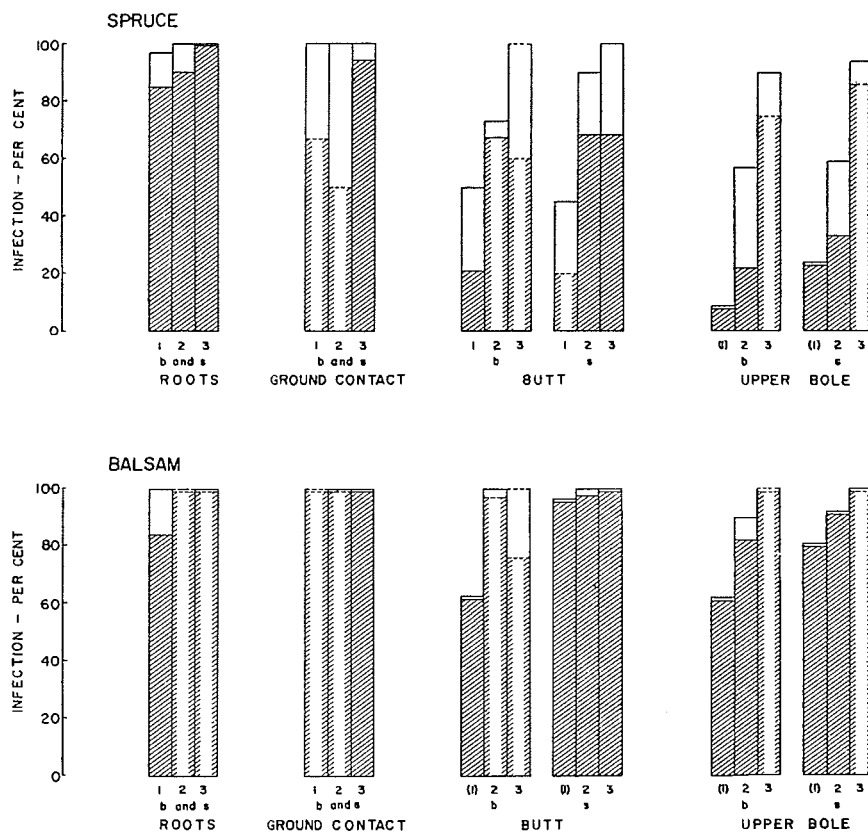 SPRUCE
INFECTION - PER CENT
100
80
60
40
20
0
1 2 3
b and s
ROOTS
1 2 3
b and s
GROUND CONTACT
1 2 3
b
1 2 3
s
BUTT
(1) 2 3
b
(1) 2 3
s
UPPER BOLE
BALSAM
INFECTION - PER CENT
100
80
60
40
20
0
1 2 3
b and s
ROOTS
1 2 3
b and s
GROUND CONTACT
(1) 2 3
b
(1) 2 3
s
BUTT
(1) 2 3
b
(1) 2 3
s
UPPER BOLE